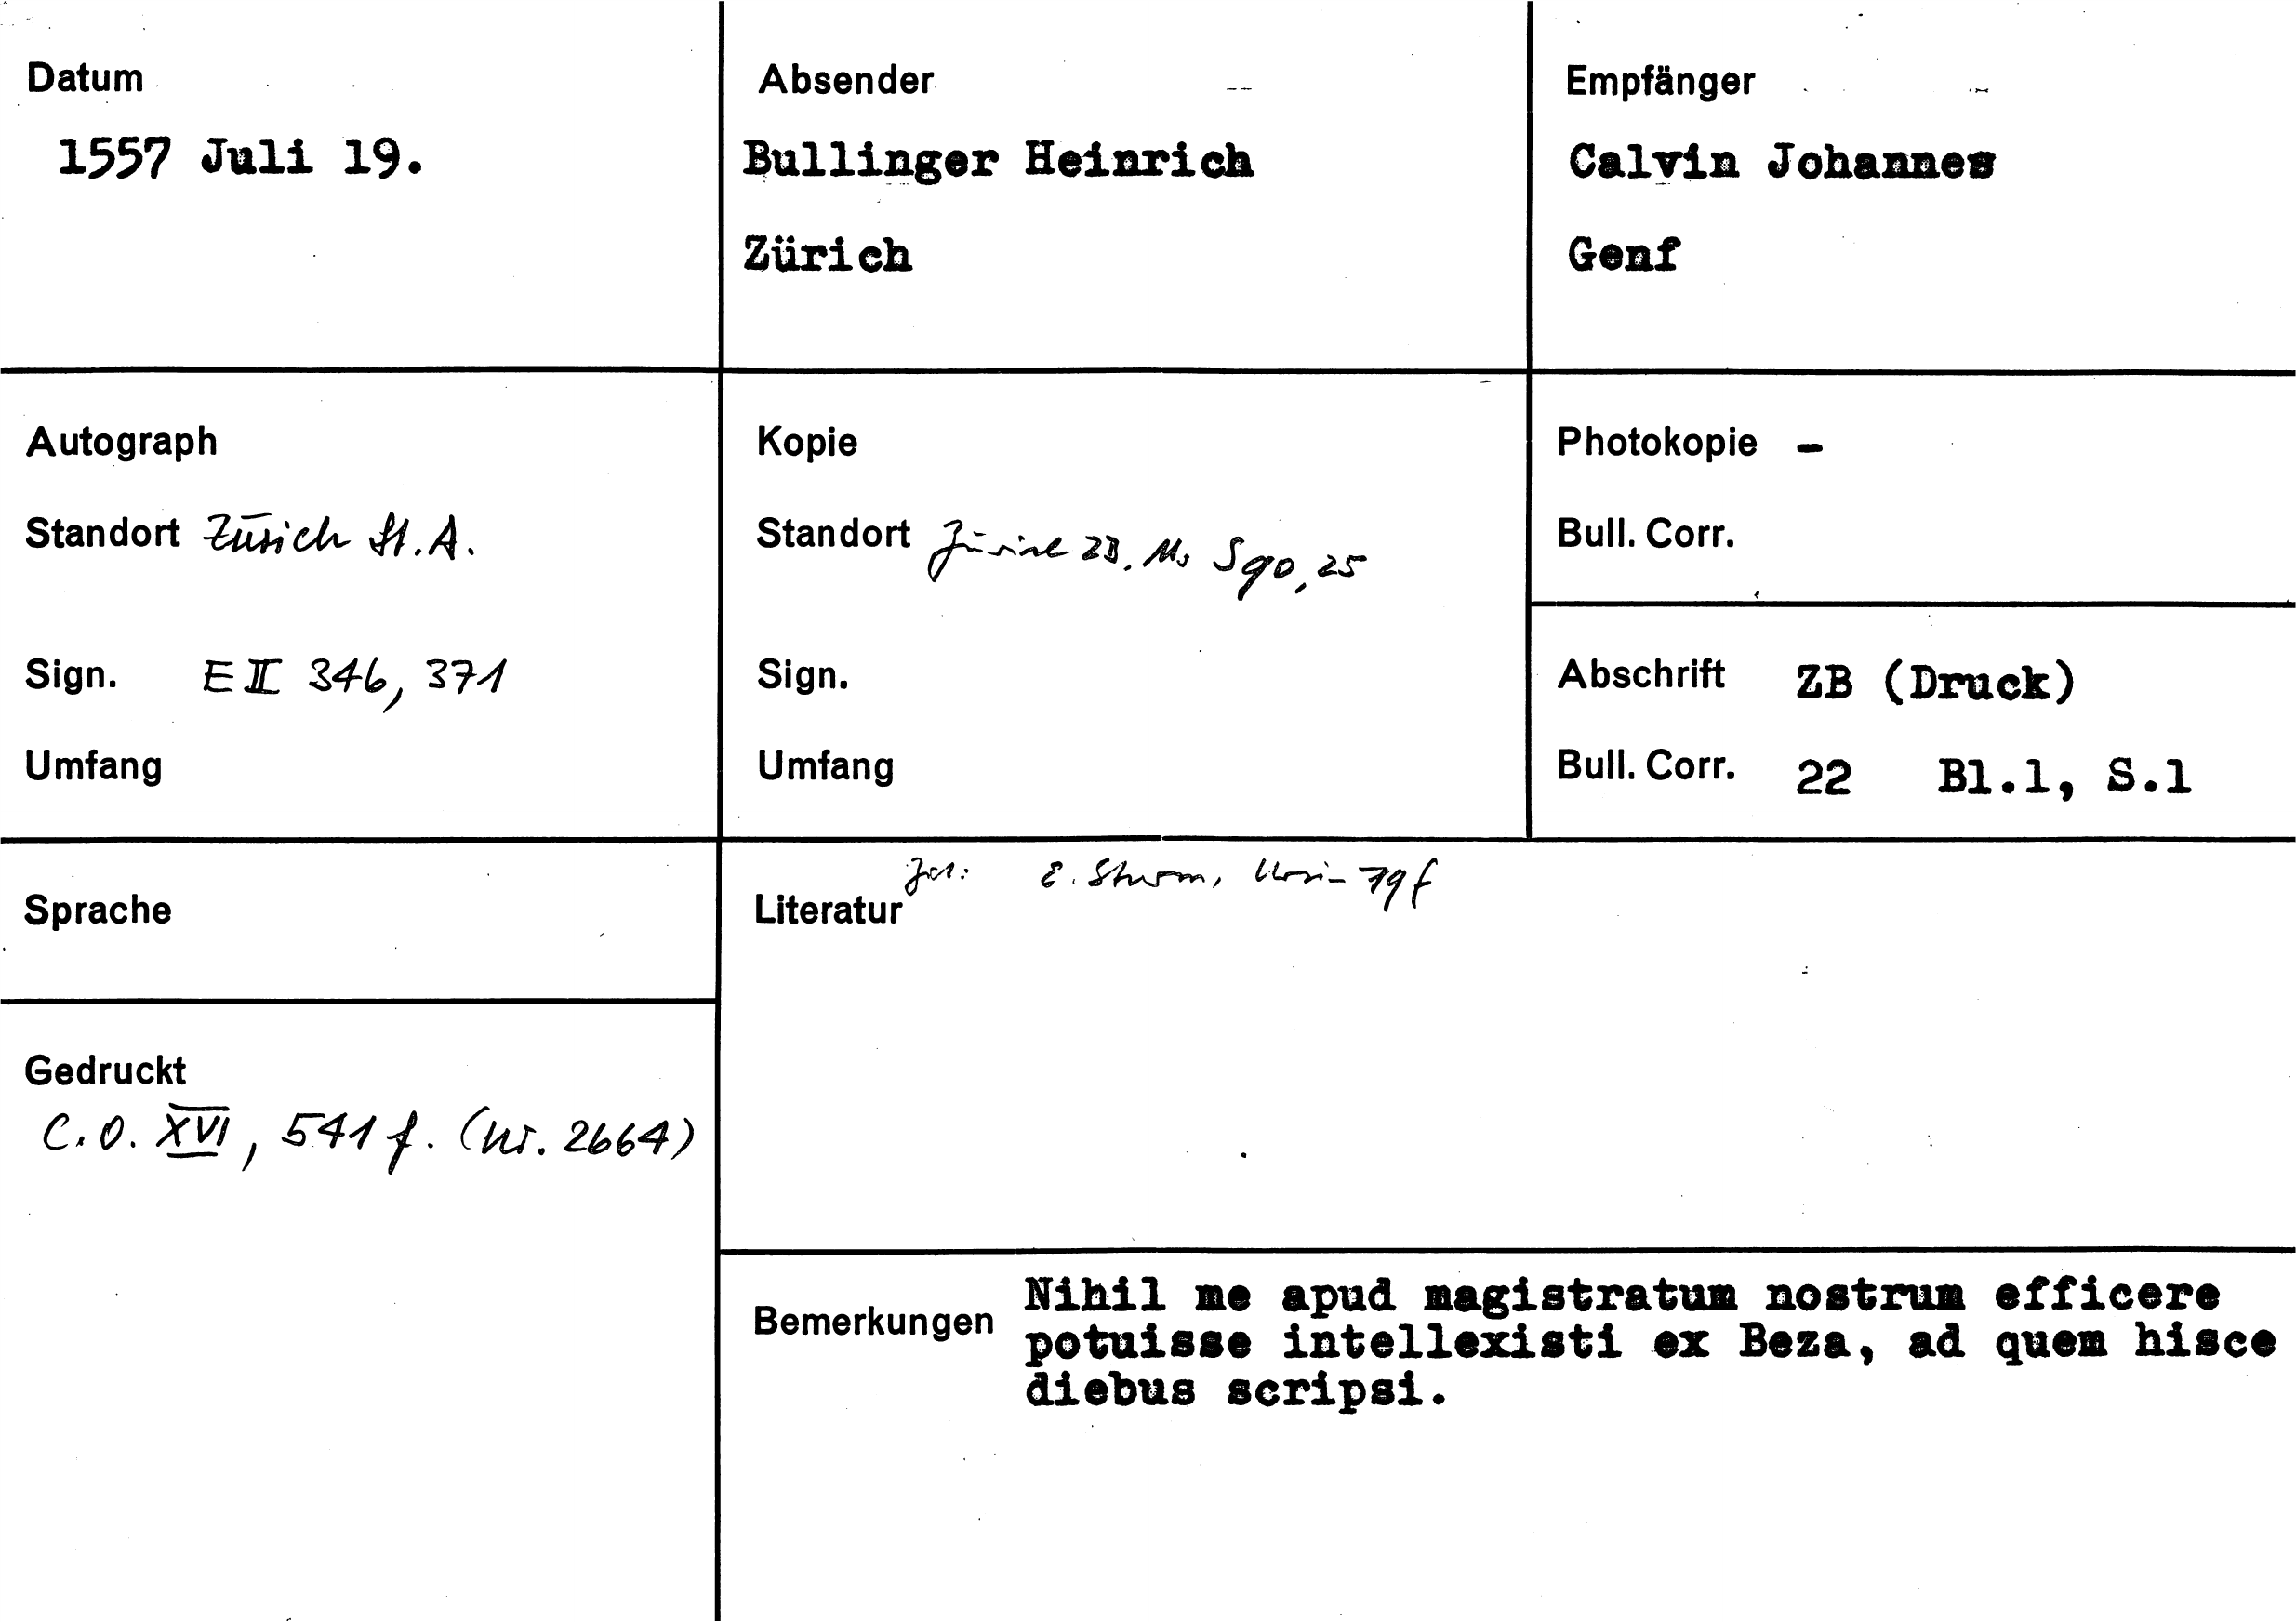 Datum
1557 Juli 19.
Absender
Bullinger Heinrich
Zürich
Empfänger
Calvin Johannes
Genf
Autograph
Standort Zürich St.A.
Sign. E II 346, 371
Umfang
Kopie
Standort Zürich ZB, Ms S 90, 25
Sign.
Umfang
Photokopie -
Bull. Corr.
Abschrift ZB (Druck)
Bull. Corr. 22 Bl.1, S.1
Sprache
Gedruckt
C.O. XVI, 541 f. (Nr. 2664)
Literatur E. Sturm, 79 f
Bemerkungen Nihil me apud magistratum nostrum efficere
potuisse intellexisti ex Beza, ad quem hisce
diebus scripsi.